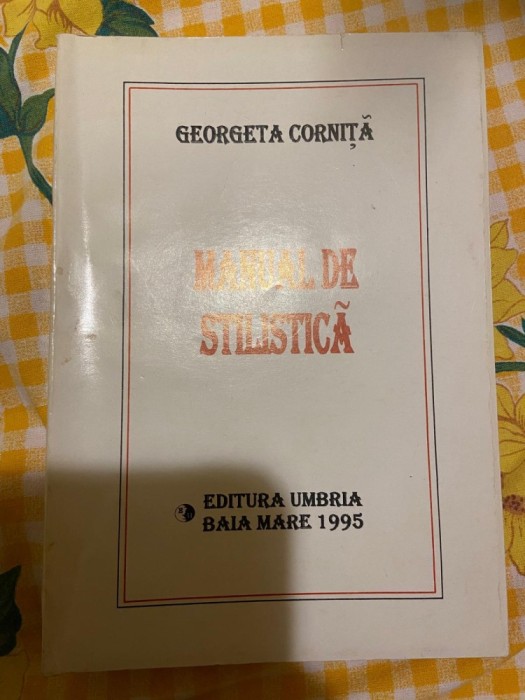 GEORGETA CORNIȚĂ
MANUAL DE
STILISTICĂ
EDITURA UMBRIA
BAIA MARE 1995